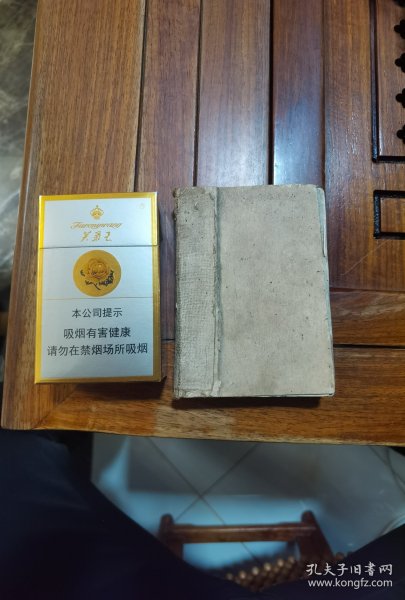 Furongwang
芙蓉王
本公司提示
吸烟有害健康
请勿在禁烟场所吸烟
孔夫子旧书网
www.kongfz.com